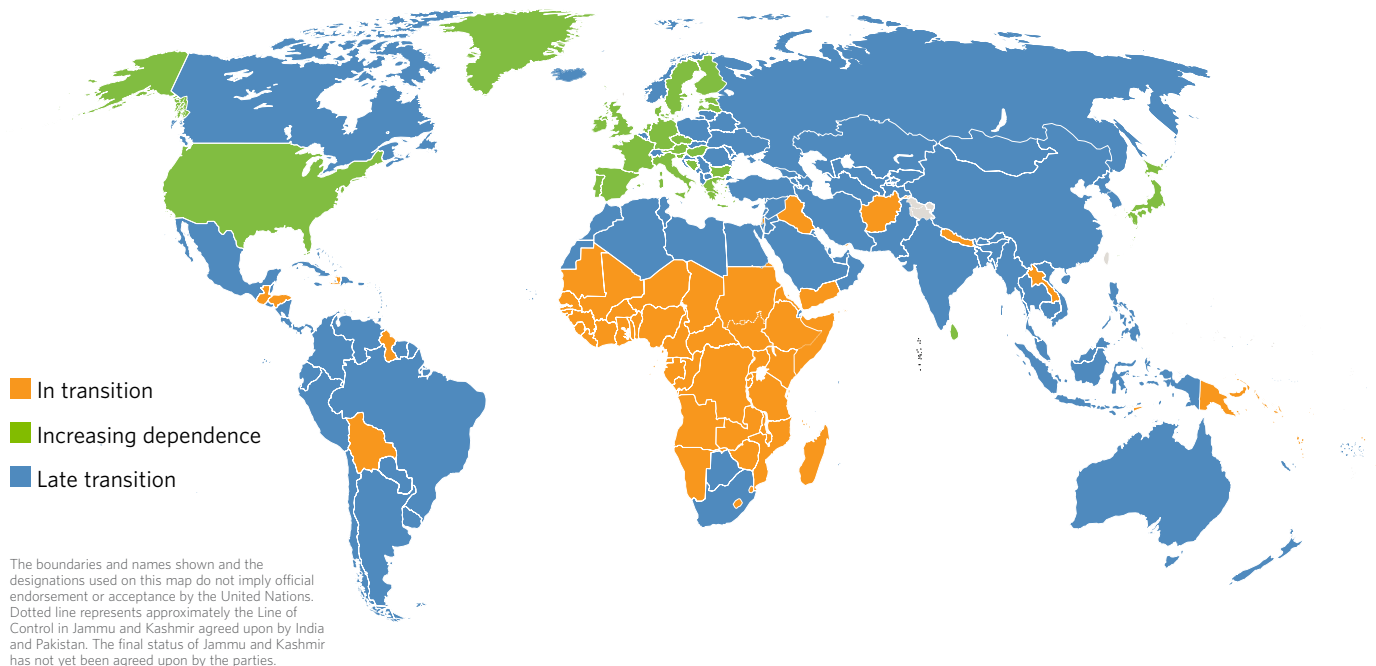 In transition
Increasing dependence
Late transition
The boundaries and names shown and the
designations used on this map do not imply official
endorsement or acceptance by the United Nations.
Dotted line represents approximately the Line of
Control in Jammu and Kashmir agreed upon by India
and Pakistan. The final status of Jammu and Kashmir
has not yet been agreed upon by the parties.